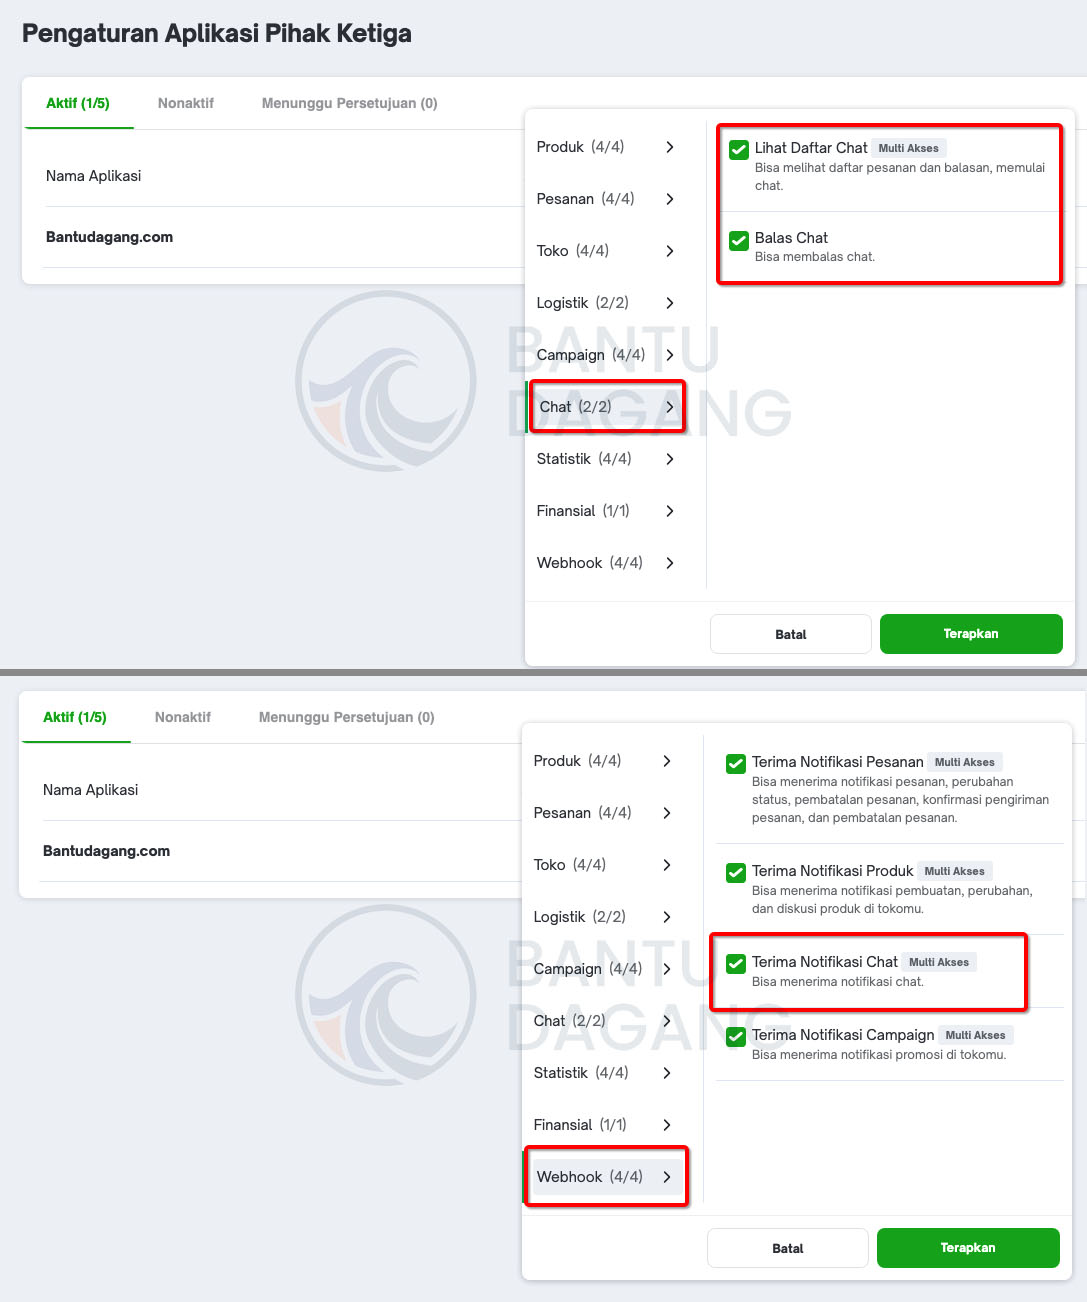 Pengaturan Aplikasi Pihak Ketiga
Aktif (1/5)
Nonaktif
Menunggu Persetujuan (0)
Nama Aplikasi
Bantudagang.com
Produk (4/4)
Pesanan (4/4)
Toko (4/4)
Logistik (2/2)
Campaign (4/4)
Chat (2/2)
Statistik (4/4)
Finansial (1/1)
Webhook (4/4)
Lihat Daftar Chat Multi Akses
Bisa melihat daftar pesanan dan balasan, memulai
chat.
Balas Chat
Bisa membalas chat.
BANTU
DAGANG
Batal
Terapkan
Aktif (1/5)
Nonaktif
Menunggu Persetujuan (0)
Nama Aplikasi
Bantudagang.com
Produk (4/4)
Pesanan (4/4)
Toko (4/4)
Logistik (2/2)
Campaign (4/4)
Chat (2/2)
Statistik (4/4)
Finansial (1/1)
Webhook (4/4)
Terima Notifikasi Pesanan Multi Akses
Bisa menerima notifikasi pesanan, perubahan
status, pembatalan pesanan, konfirmasi pengiriman
pesanan, dan pembatalan pesanan.
Terima Notifikasi Produk Multi Akses
Bisa menerima notifikasi pembuatan, perubahan,
dan diskusi produk di tokomu.
Terima Notifikasi Chat Multi Akses
Bisa menerima notifikasi chat.
Terima Notifikasi Campaign Multi Akses
Bisa menerima notifikasi promosi di tokomu.
BANTU
DAGANG
Batal
Terapkan